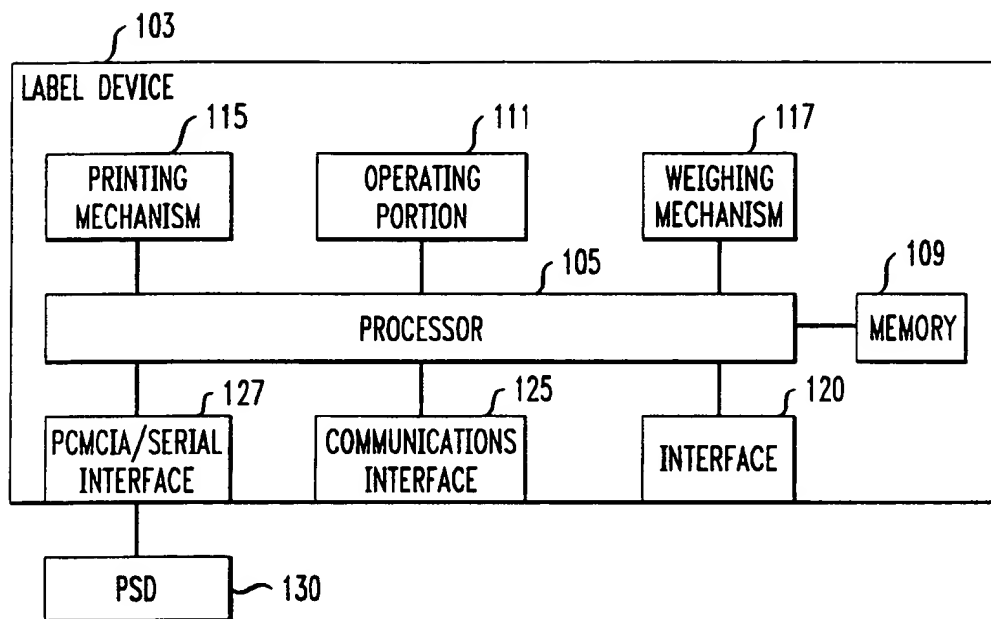 103
LABEL DEVICE
115
111
117
PRINTING
MECHANISM
OPERATING
PORTION
WEIGHING
MECHANISM
105
109
PROCESSOR
MEMORY
127
125
120
PCMCIA/SERIAL
INTERFACE
COMMUNICATIONS
INTERFACE
INTERFACE
PSD
130